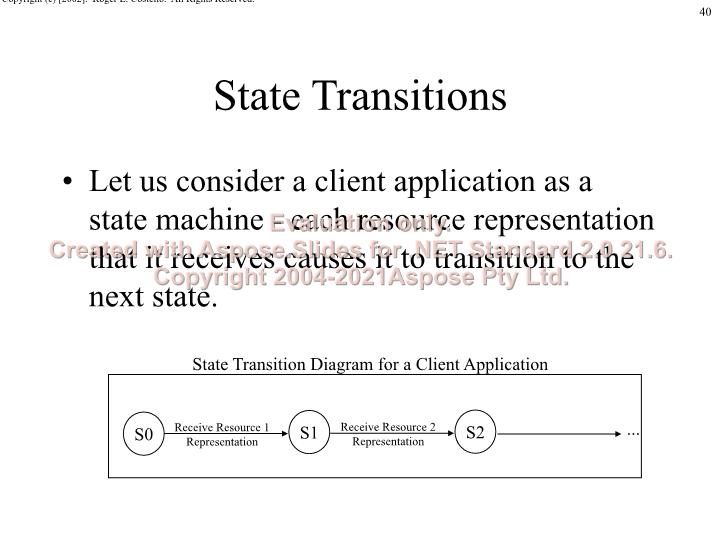 Copyright (c) [2002]. Roger L. Costello. All Rights Reserved.
40
State Transitions
• Let us consider a client application as a
state machine - each resource representation
that it receives causes it to transition to the
next state.
Evaluation only.
Created with Aspose.Slides for .NET Standard 2.0 21.6.
Copyright 2004-2021Aspose Pty Ltd.
State Transition Diagram for a Client Application
S0
Receive Resource 1
Representation
S1
Receive Resource 2
Representation
S2
...